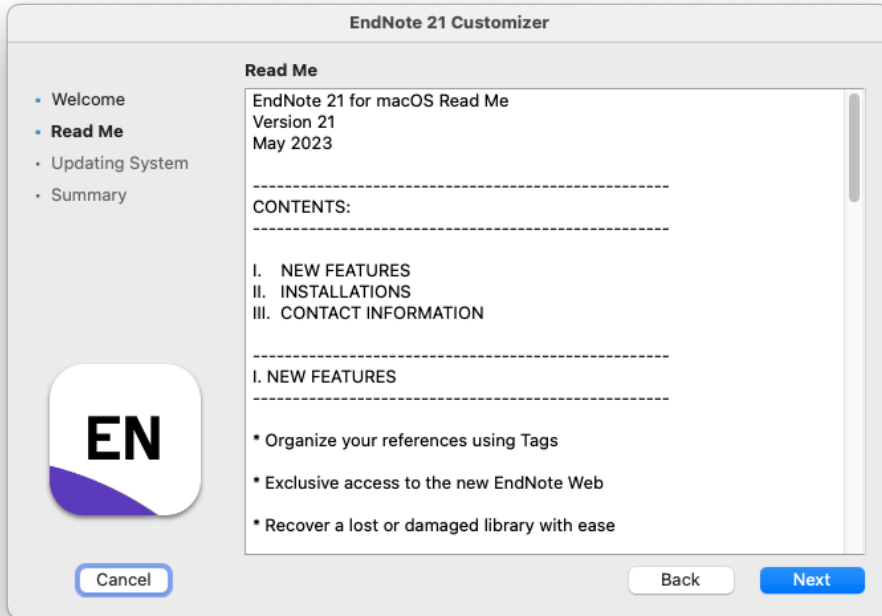 EndNote 21 Customizer
Welcome
Read Me
Updating System
Summary
EN
Read Me
EndNote 21 for macOS Read Me
Version 21
May 2023
----------------------------------------------------
CONTENTS:
----------------------------------------------------
I. NEW FEATURES
II. INSTALLATIONS
III. CONTACT INFORMATION
----------------------------------------------------
I. NEW FEATURES
----------------------------------------------------
* Organize your references using Tags
* Exclusive access to the new EndNote Web
* Recover a lost or damaged library with ease
Cancel
Back
Next